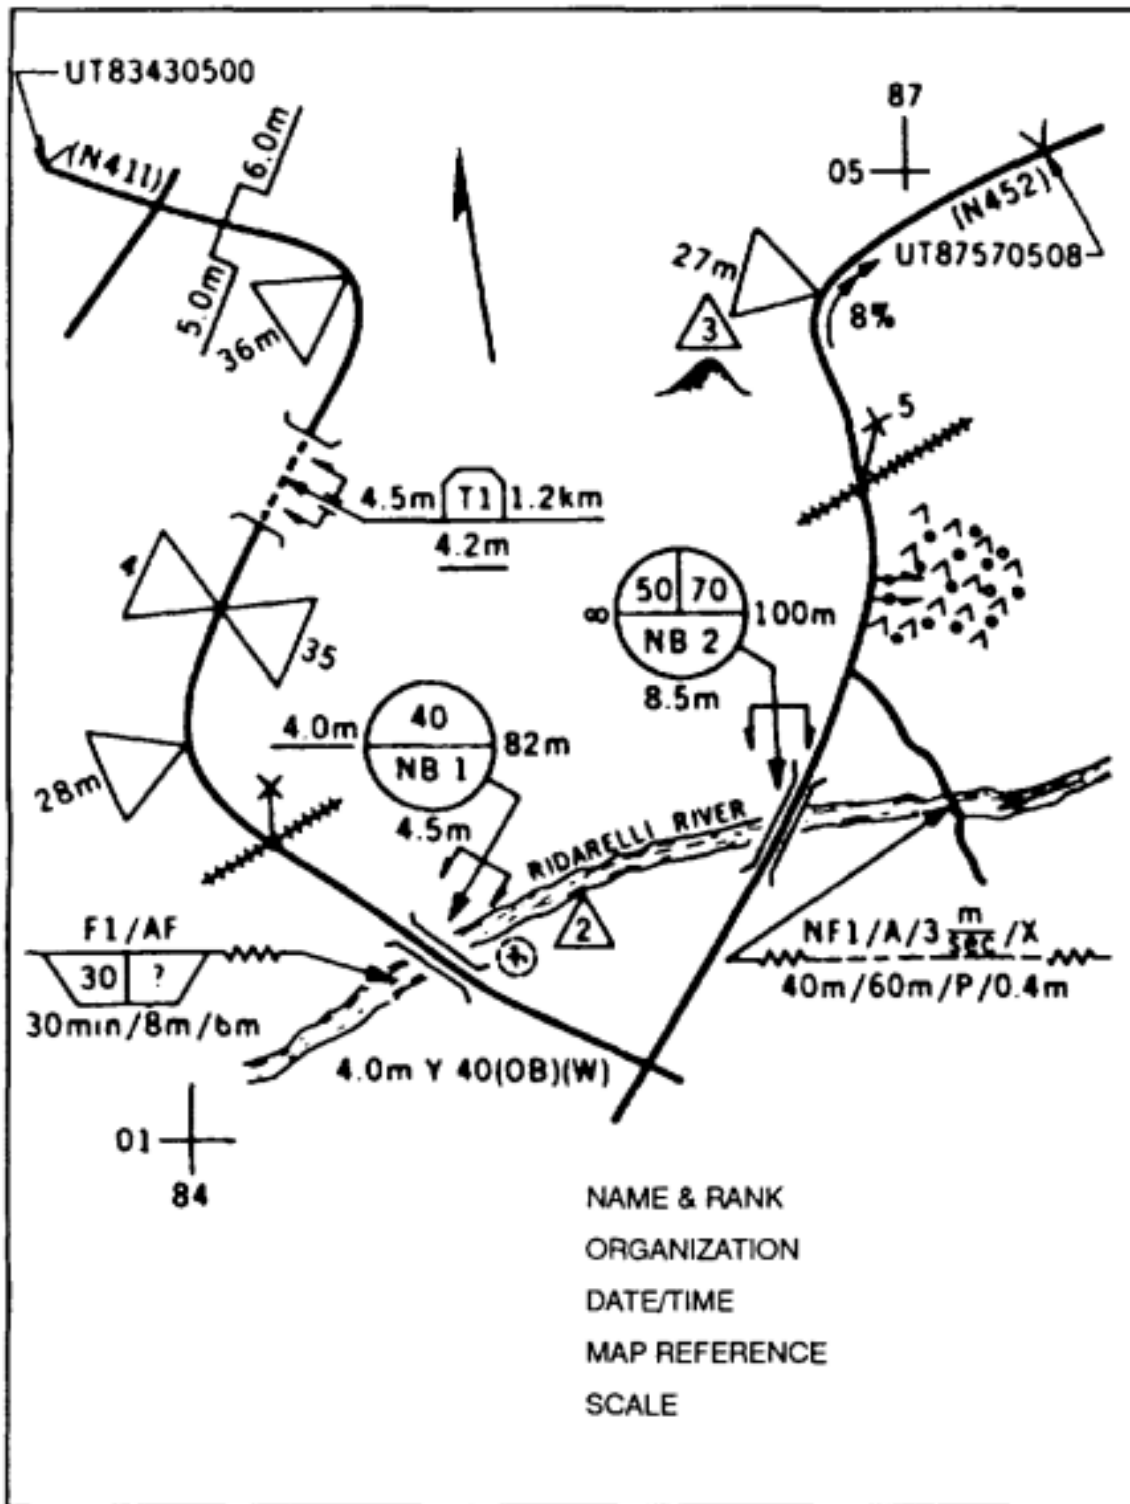 UT83430500
87
(N411)
6.0m
05
(N452)
UT87570508
27m
5.0m
36m
3
8%
5
4.5m T1 1.2km
4.2m
4
50 70
∞ 100m
NB 2
8.5m
35
40
4.0m 82m
NB 1
28m
4.5m
RIDARELLI RIVER
F1/AF
2
NF1/A/3 m/sec /X
30 ?
40m/60m/P/0.4m
30min/8m/6m
4.0m Y 40(OB)(W)
01
84
NAME & RANK
ORGANIZATION
DATE/TIME
MAP REFERENCE
SCALE